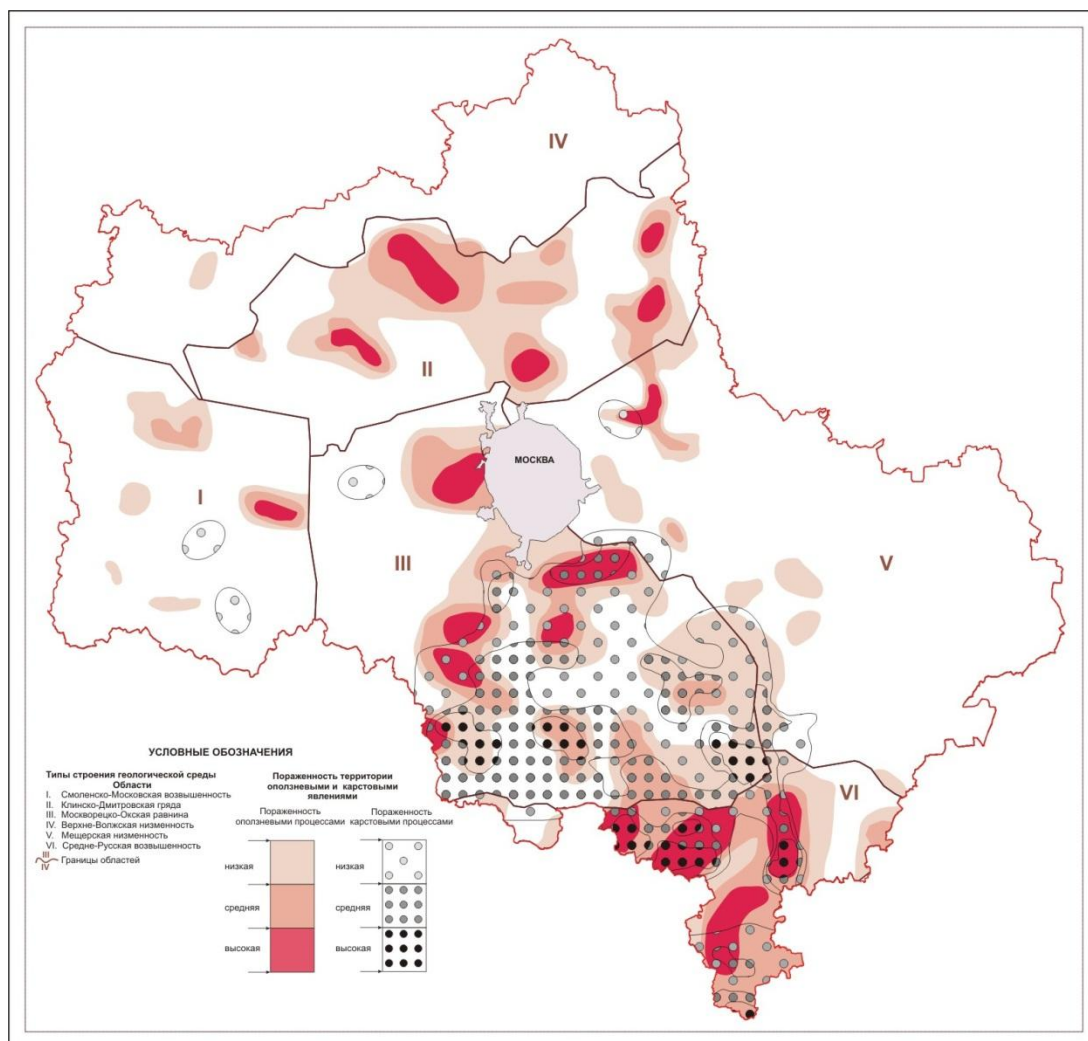 IV
II
МОСКВА
I
III
V
VI
УСЛОВНЫЕ ОБОЗНАЧЕНИЯ
Типы строения геологической среды
Области
I. Смоленско-Московская возвышенность
II. Клинско-Дмитровская гряда
III. Москворецко-Окская равнина
IV. Верхне-Волжская низменность
V. Мещерская низменность
VI. Средне-Русская возвышенность
III
IV
Границы областей
Пораженность территории
оползневыми и карстовыми
явлениями
Пораженность
оползневыми процессами
Пораженность
карстовыми процессами
низкая
низкая
средняя
средняя
высокая
высокая